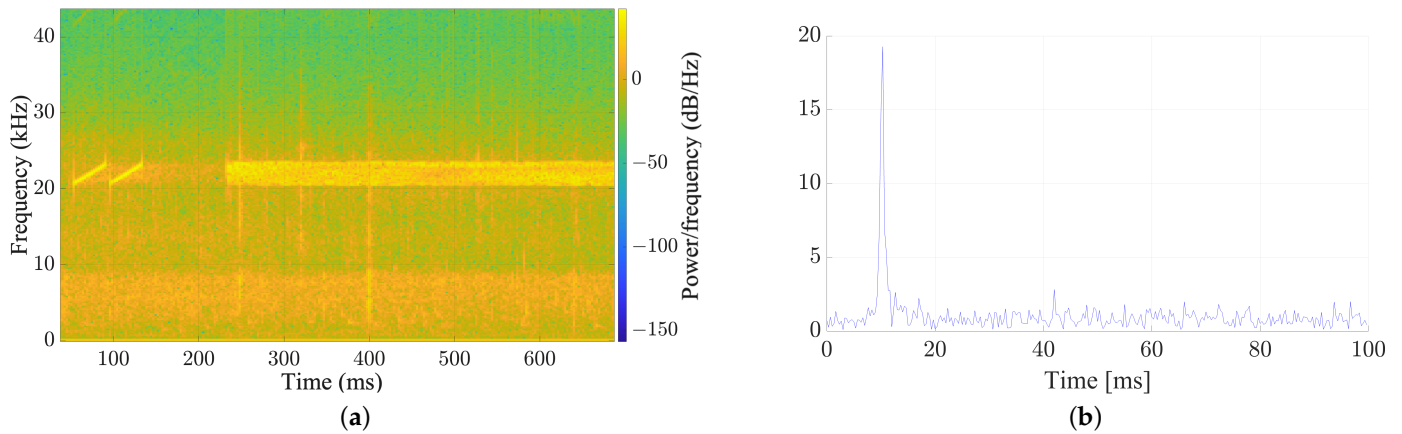 40
30
20
10
0
Frequency (kHz)
100 200 300 400 500 600
Time (ms)
0
−50
−100
−150
Power/frequency (dB/Hz)
(a)
20
15
10
5
0
0 20 40 60 80 100
Time [ms]
(b)